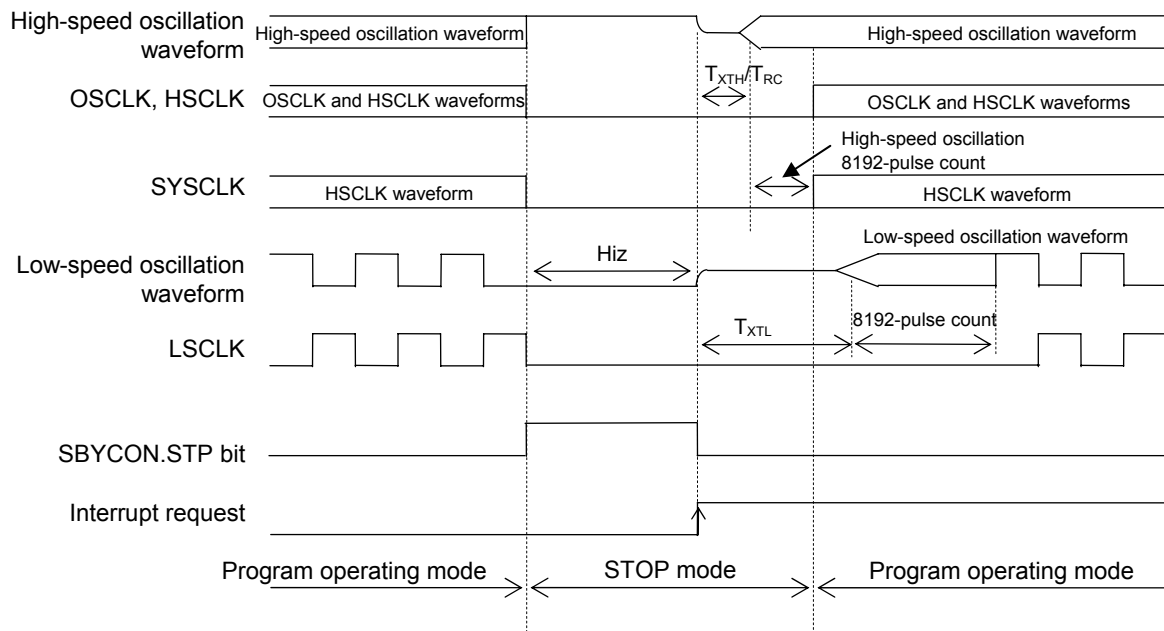 High-speed oscillation
waveform
High-speed oscillation waveform
High-speed oscillation waveform
TXTH/TRC
OSCLK, HSCLK
OSCLK and HSCLK waveforms
OSCLK and HSCLK waveforms
High-speed oscillation
8192-pulse count
SYSCLK
HSCLK waveform
HSCLK waveform
Low-speed oscillation waveform
Low-speed oscillation
waveform
Hiz
TXTL
8192-pulse count
LSCLK
SBYCON.STP bit
Interrupt request
Program operating mode
STOP mode
Program operating mode